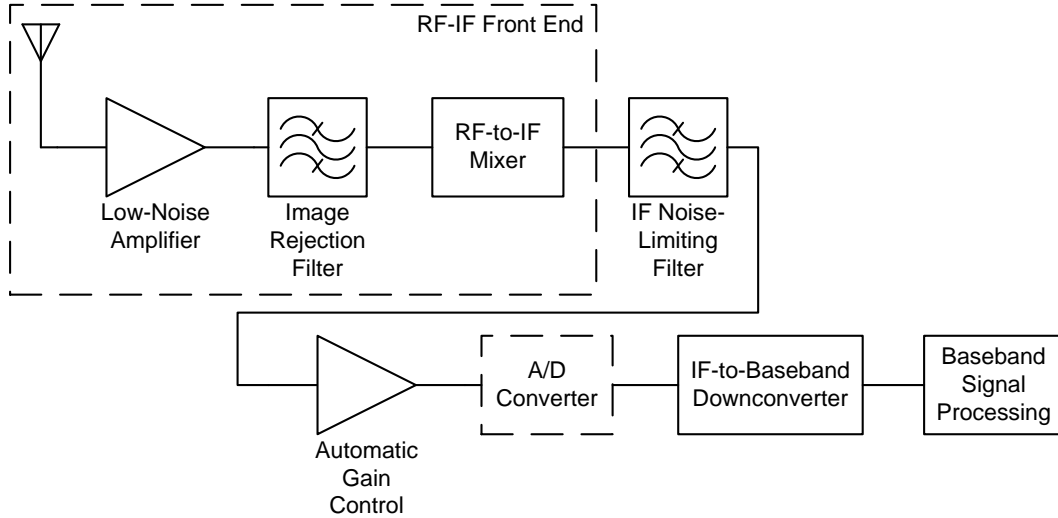 RF-IF Front End
RF-to-IF
Mixer
Low-Noise
Amplifier
Image
Rejection
Filter
IF Noise-
Limiting
Filter
A/D
Converter
IF-to-Baseband
Downconverter
Baseband
Signal
Processing
Automatic
Gain
Control